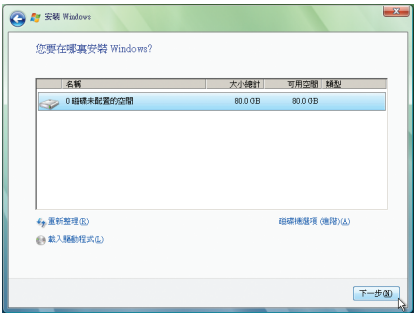 安裝 Windows
您要在哪裏安裝 Windows?
名稱 大小總計 可用空間 類型
0 磁碟未配置的空間 80.0 GB 80.0 GB
重新整理(R) 磁碟機選項 (進階)(A)
載入驅動程式(L)
下一步(N)